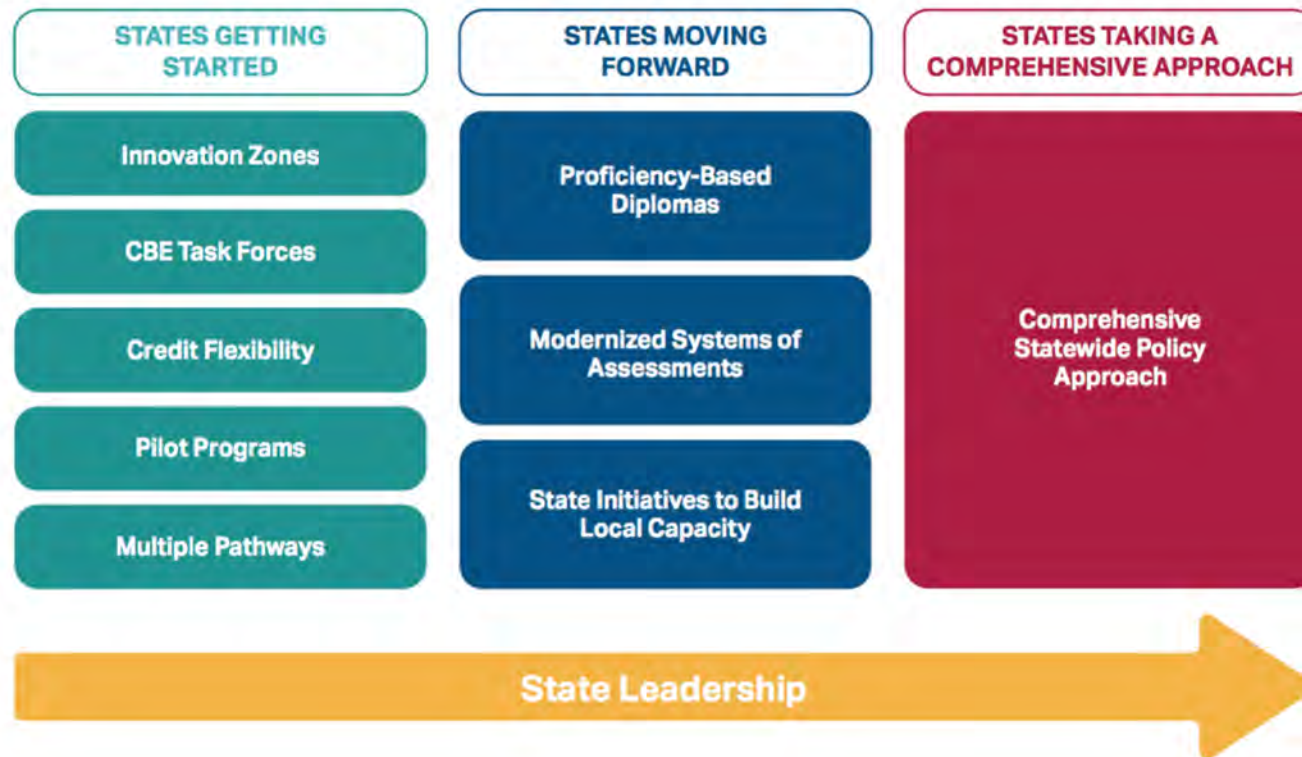 STATES GETTING
STARTED
Innovation Zones
CBE Task Forces
Credit Flexibility
Pilot Programs
Multiple Pathways
STATES MOVING
FORWARD
Proficiency-Based
Diplomas
Modernized Systems of
Assessments
State Initiatives to Build
Local Capacity
STATES TAKING A
COMPREHENSIVE APPROACH
Comprehensive
Statewide Policy
Approach
State Leadership